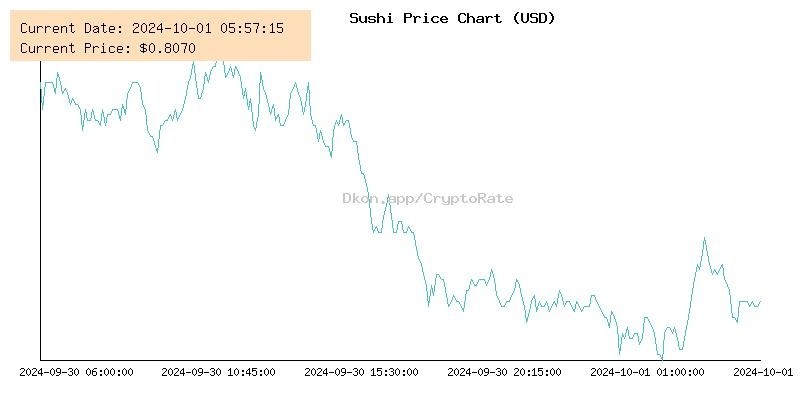 Sushi Price Chart (USD)
Current Date: 2024-10-01 05:57:15
Current Price: $0.8070
Dkon.app/CryptoRate
2024-09-30 06:00:00 2024-09-30 10:45:00 2024-09-30 15:30:00 2024-09-30 20:15:00 2024-10-01 01:00:00 2024-10-01